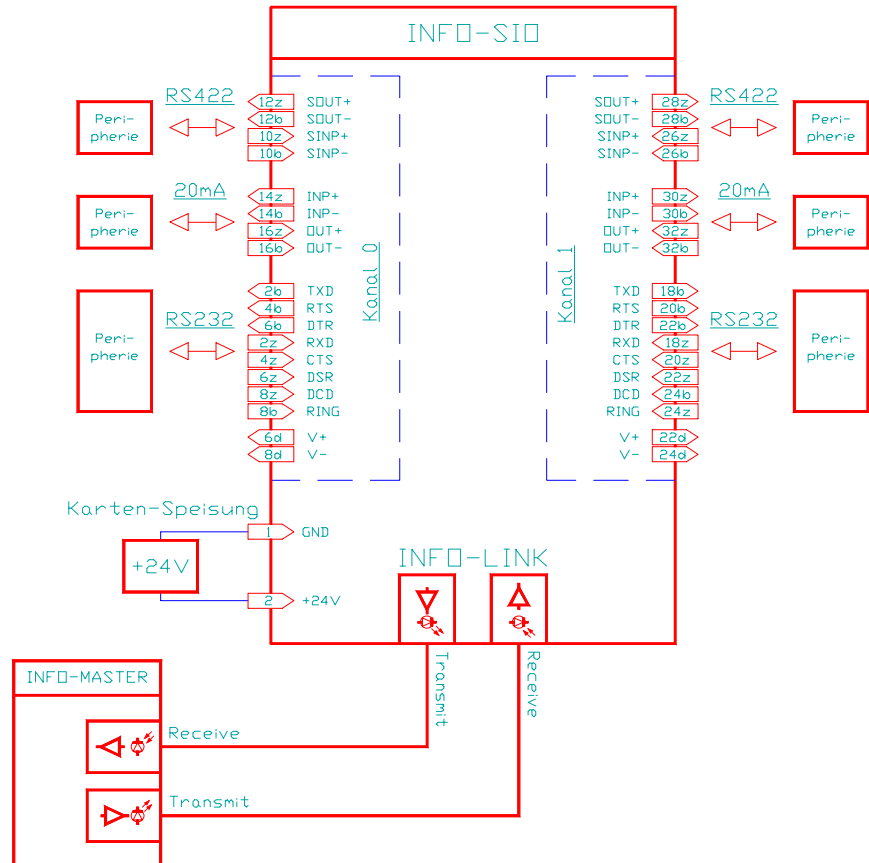 INFO-SIO
RS422
Peri-
pherie
12z SOUT+
12b SOUT-
10z SINP+
10b SINP-
20mA
Peri-
pherie
14z INP+
14b INP-
16z OUT+
16b OUT-
RS232
Peri-
pherie
2b TXD
4b RTS
6b DTR
2z RXD
4z CTS
6z DSR
8z DCD
8b RING
6d V+
8d V-
Kanal 0
Kanal 1
SOUT+ 28z
SOUT- 28b
SINP+ 26z
SINP- 26b
RS422
Peri-
pherie
INP+ 30z
INP- 30b
OUT+ 32z
OUT- 32b
20mA
Peri-
pherie
TXD 18b
RTS 20b
DTR 22b
RXD 18z
CTS 20z
DSR 22z
DCD 24b
RING 24z
V+ 22d
V- 24d
RS232
Peri-
pherie
Karten-Speisung
1 GND
+24V
2 +24V
INFO-LINK
Transmit
Receive
INFO-MASTER
Receive
Transmit